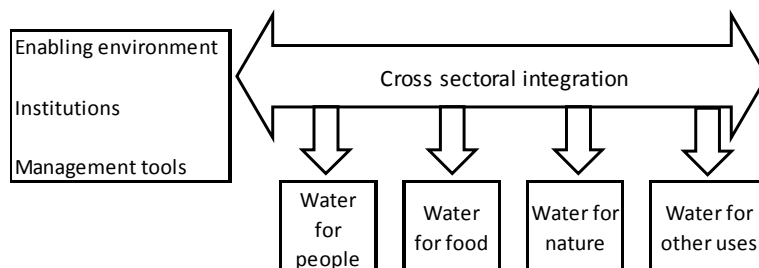 Enabling environment
Institutions
Management tools
Cross sectoral integration
Water
for
people
Water
for food
Water for
nature
Water for
other uses